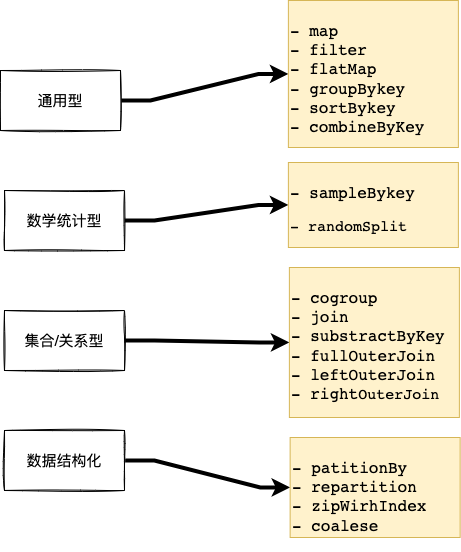 通用型
- map
- filter
- flatMap
- groupBykey
- sortBykey
- combineByKey
数学统计型
- sampleBykey
- randomSplit
集合/关系型
- cogroup
- join
- substractByKey
- fullOuterJoin
- leftOuterJoin
- rightOuterJoin
数据结构化
- patitionBy
- repartition
- zipWirhIndex
- coalese